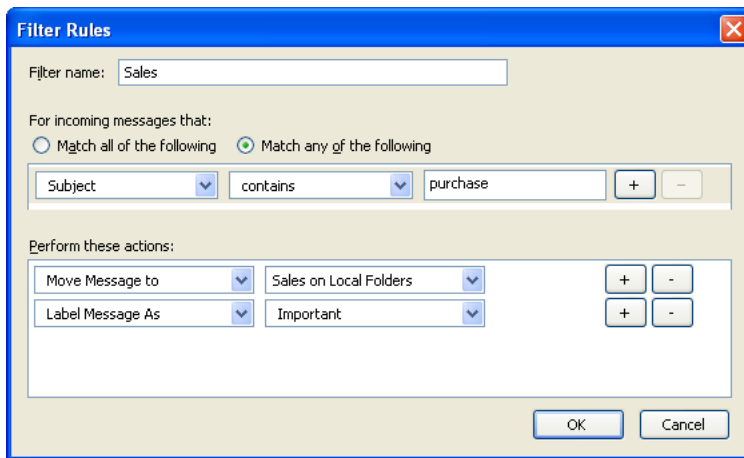 Filter Rules
Filter name: Sales
For incoming messages that:
Match all of the following Match any of the following
Subject contains purchase + −
Perform these actions:
Move Message to Sales on Local Folders + -
Label Message As Important + -
OK Cancel